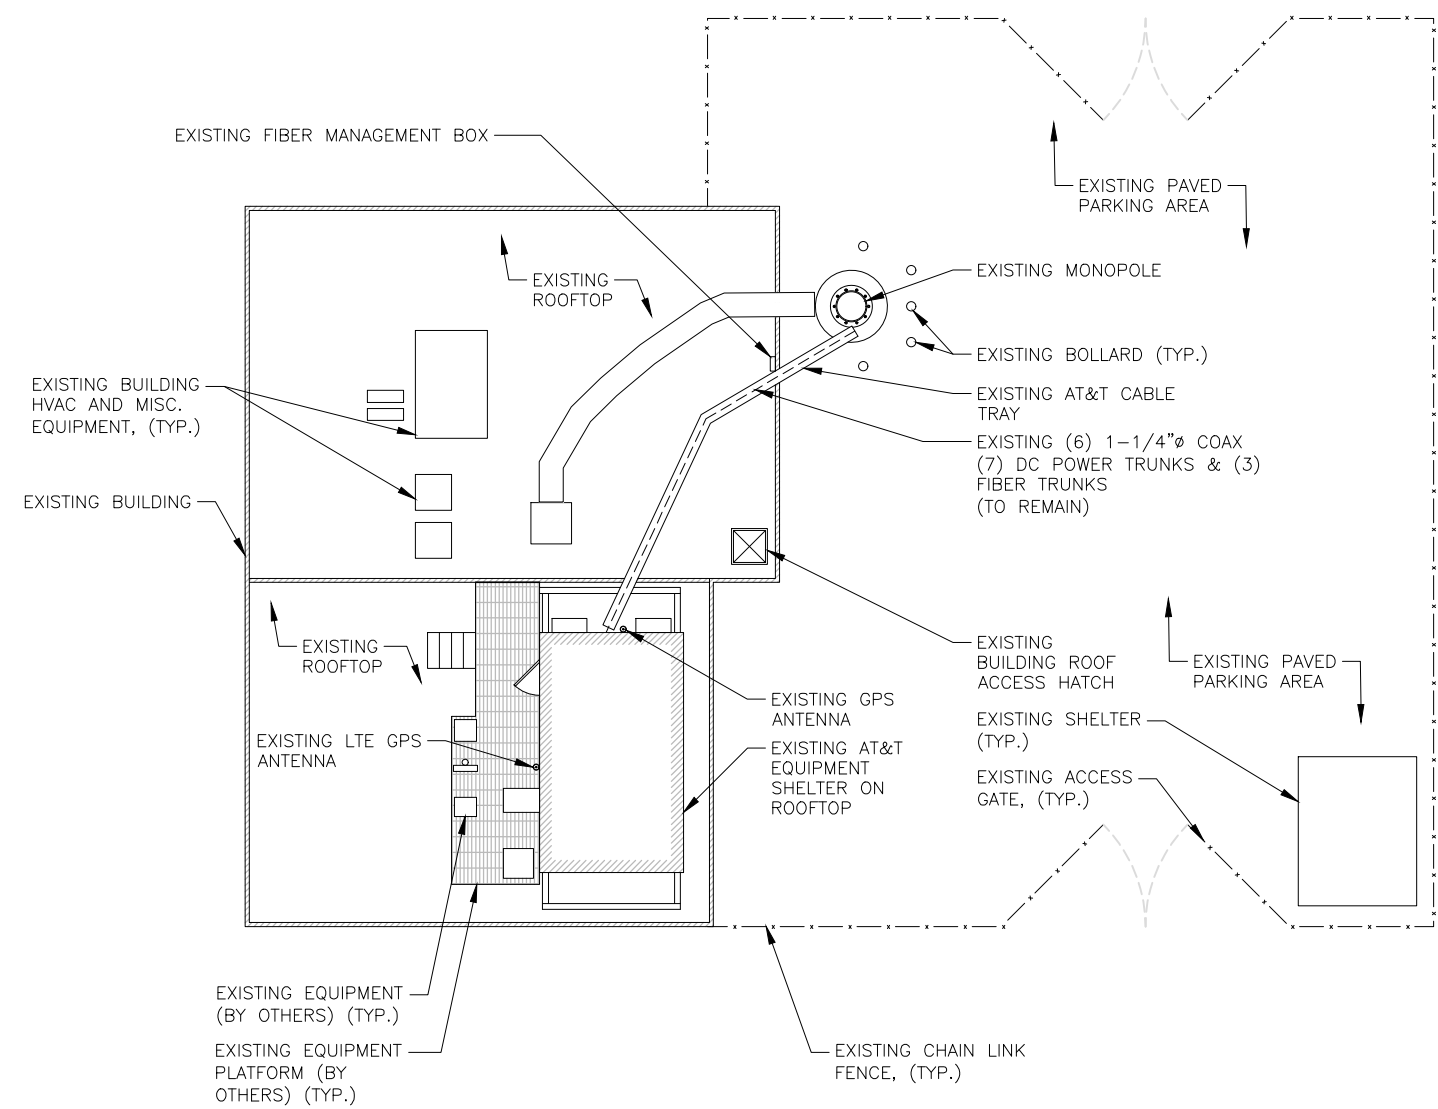 EXISTING FIBER MANAGEMENT BOX
EXISTING PAVED
PARKING AREA
EXISTING
ROOFTOP
EXISTING MONOPOLE
EXISTING BOLLARD (TYP.)
EXISTING BUILDING
HVAC AND MISC.
EQUIPMENT, (TYP.)
EXISTING AT&T CABLE
TRAY
EXISTING (6) 1-1/4"ø COAX
(7) DC POWER TRUNKS & (3)
FIBER TRUNKS
(TO REMAIN)
EXISTING BUILDING
EXISTING
ROOFTOP
EXISTING
BUILDING ROOF
ACCESS HATCH
EXISTING PAVED
PARKING AREA
EXISTING GPS
ANTENNA
EXISTING SHELTER
(TYP.)
EXISTING LTE GPS
ANTENNA
EXISTING AT&T
EQUIPMENT
SHELTER ON
ROOFTOP
EXISTING ACCESS
GATE, (TYP.)
EXISTING EQUIPMENT
(BY OTHERS) (TYP.)
EXISTING EQUIPMENT
PLATFORM (BY
OTHERS) (TYP.)
EXISTING CHAIN LINK
FENCE, (TYP.)